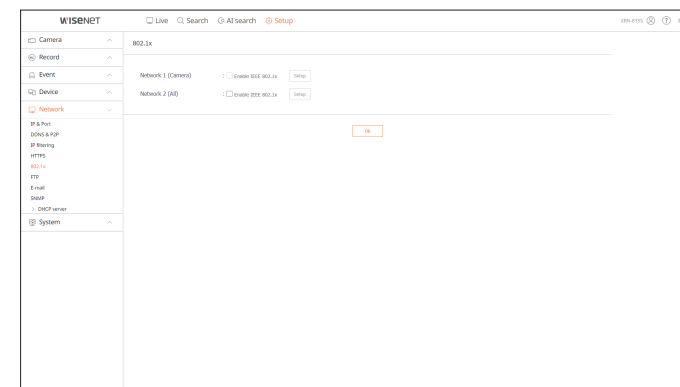 WISENET
Live Search AI search Setup
Camera
Record
Event
Device
Network
IP & Port
DDNS & P2P
IP filtering
HTTPS
802.1x
FTP
E-mail
SNMP
> DHCP server
System
802.1x
Network 1 (Camera) : Enable IEEE 802.1x Setup
Network 2 (All) : Enable IEEE 802.1x Setup
Ok